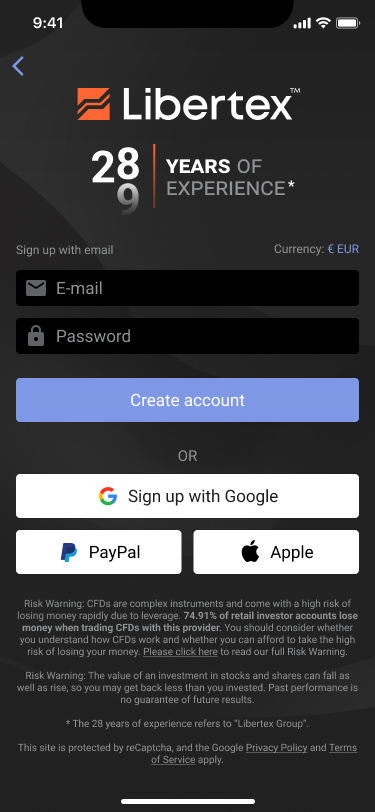 9:41
Libertex™
28 YEARS OF
9 EXPERIENCE*
Sign up with email Currency: € EUR
E-mail
Password
Create account
OR
Sign up with Google
PayPal Apple
Risk Warning: CFDs are complex instruments and come with a high risk of
losing money rapidly due to leverage. 74.91% of retail investor accounts lose
money when trading CFDs with this provider. You should consider whether
you understand how CFDs work and whether you can afford to take the high
risk of losing your money. Please click here to read our full Risk Warning.
Risk Warning: The value of an investment in stocks and shares can fall as
well as rise, so you may get back less than you invested. Past performance is
no guarantee of future results.
* The 28 years of experience refers to “Libertex Group”.
This site is protected by reCaptcha, and the Google Privacy Policy and Terms
of Service apply.